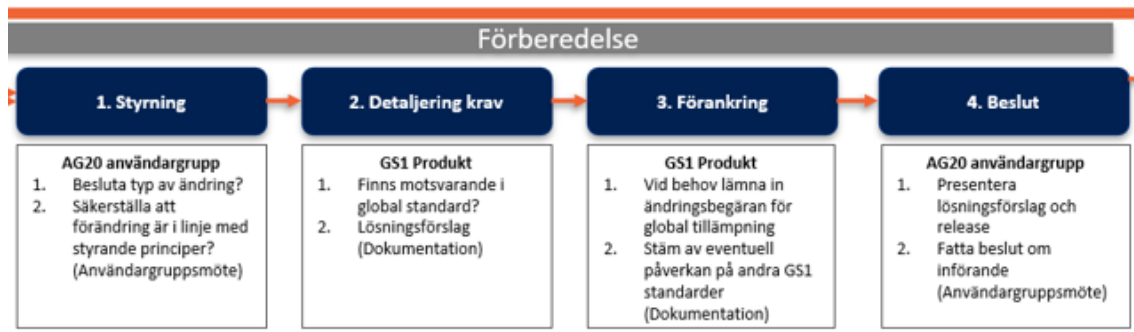 Förberedelse
1. Styrning
2. Detaljering krav
3. Förankring
4. Beslut
AG20 användargrupp
1. Besluta typ av ändring?
2. Säkerställa att
förändring är i linje med
styrande principer?
(Användargruppsmöte)
GS1 Produkt
1. Finns motsvarande i
global standard?
2. Lösningsförslag
(Dokumentation)
GS1 Produkt
1. Vid behov lämna in
ändringsbegäran för
global tillämpning
2. Stäm av eventuell
påverkan på andra GS1
standarder
(Dokumentation)
AG20 användargrupp
1. Presentera
lösningsförslag och
release
2. Fatta beslut om
införande
(Användargruppsmöte)